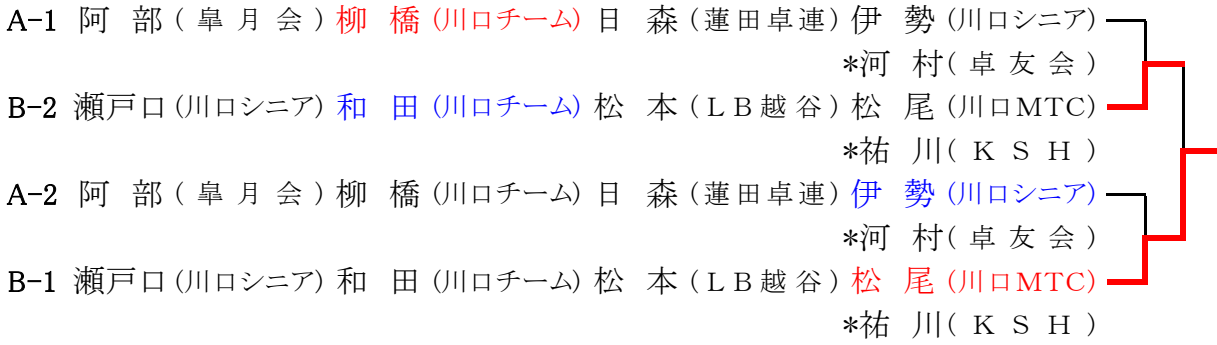 A-1 阿 部 ( 皐 月 会 ) 柳 橋 (川口チーム) 日 森 (蓮田卓連) 伊 勢 (川口シニア)
*河 村( 卓 友 会 )
B-2 瀬戸口 (川口シニア) 和 田 (川口チーム) 松 本 (ＬＢ越谷) 松 尾 (川口MTC)
*祐 川( Ｋ Ｓ Ｈ )
A-2 阿 部 ( 皐 月 会 ) 柳 橋 (川口チーム) 日 森 (蓮田卓連) 伊 勢 (川口シニア)
*河 村( 卓 友 会 )
B-1 瀬戸口 (川口シニア) 和 田 (川口チーム) 松 本 (ＬＢ越谷) 松 尾 (川口MTC)
*祐 川( Ｋ Ｓ Ｈ )